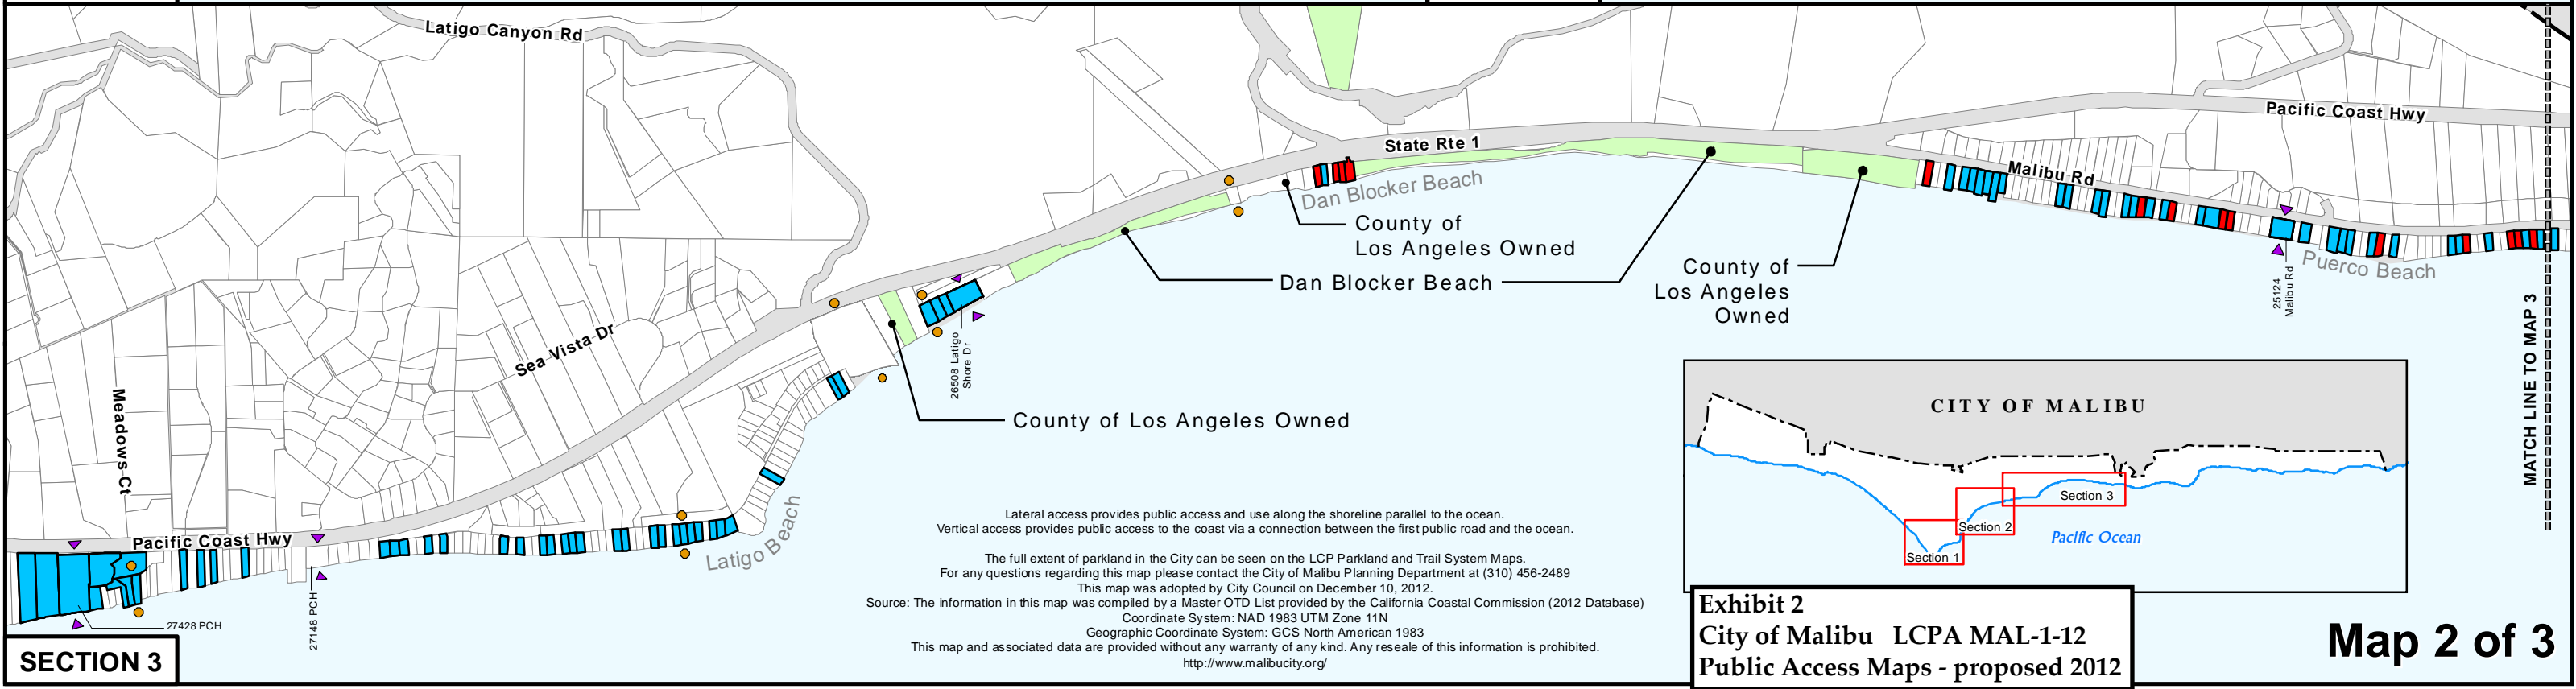 Latigo Canyon Rd
State Rte 1
Pacific Coast Hwy
Malibu Rd
Dan Blocker Beach
County of
Los Angeles Owned
Dan Blocker Beach
County of
Los Angeles
Owned
Puerco Beach
25124
Malibu Rd
MATCH LINE TO MAP 3
Sea Vista Dr
26508 Latigo
Shore Dr
County of Los Angeles Owned
Meadows Ct
Pacific Coast Hwy
Latigo Beach
27428 PCH
27148 PCH
SECTION 3
Lateral access provides public access and use along the shoreline parallel to the ocean.
Vertical access provides public access to the coast via a connection between the first public road and the ocean.
The full extent of parkland in the City can be seen on the LCP Parkland and Trail System Maps.
For any questions regarding this map please contact the City of Malibu Planning Department at (310) 456-2489
This map was adopted by City Council on December 10, 2012.
Source: The information in this map was compiled by a Master OTD List provided by the California Coastal Commission (2012 Database)
Coordinate System: NAD 1983 UTM Zone 11N
Geographic Coordinate System: GCS North American 1983
This map and associated data are provided without any warranty of any kind. Any reseale of this information is prohibited.
http://www.malibucity.org/
CITY OF MALIBU
Section 3
Section 2
Section 1
Pacific Ocean
Exhibit 2
City of Malibu LCPA MAL-1-12
Public Access Maps - proposed 2012
Map 2 of 3